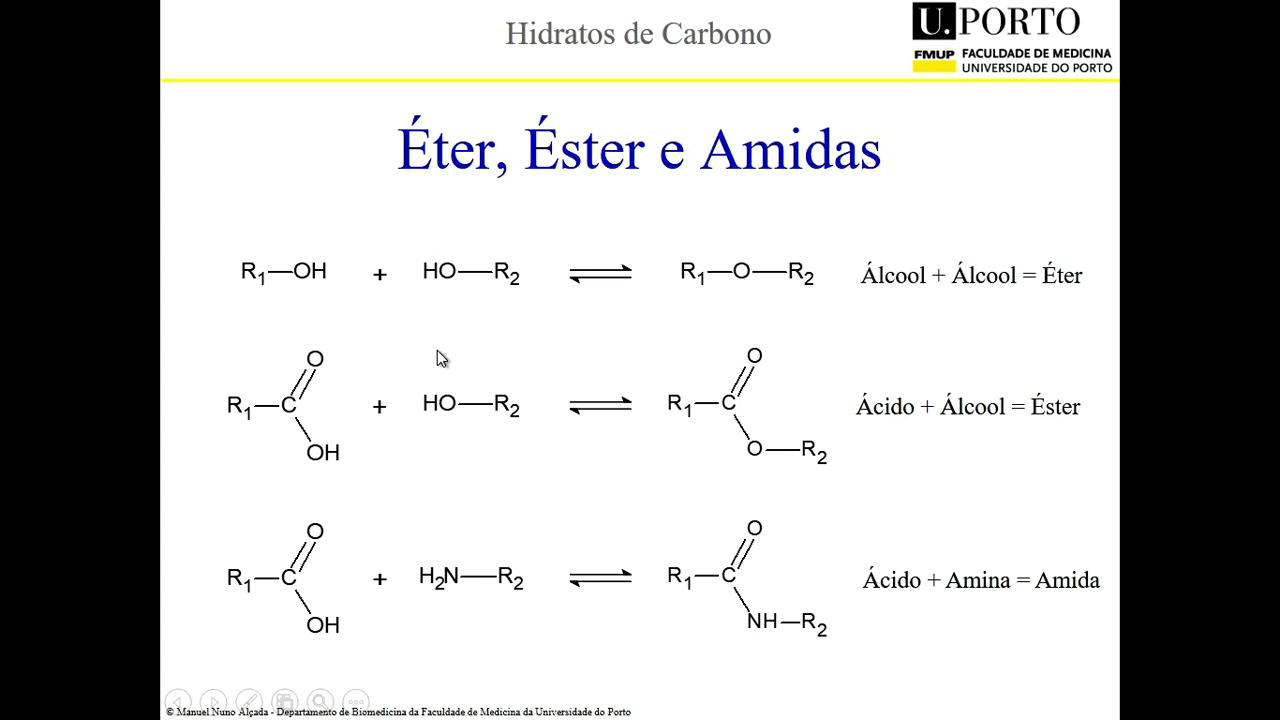 Hidratos de Carbono
U.PORTO
FMUP FACULDADE DE MEDICINA
UNIVERSIDADE DO PORTO
Éter, Éster e Amidas
R1—OH + HO—R2 ⇌ R1—O—R2 Álcool + Álcool = Éter
O O
R1—C + HO—R2 ⇌ R1—C Ácido + Álcool = Éster
OH O—R2
O O
R1—C + H2N—R2 ⇌ R1—C Ácido + Amina = Amida
OH NH—R2
© Manuel Nuno Alçada - Departamento de Biomedicina da Faculdade de Medicina da Universidade do Porto